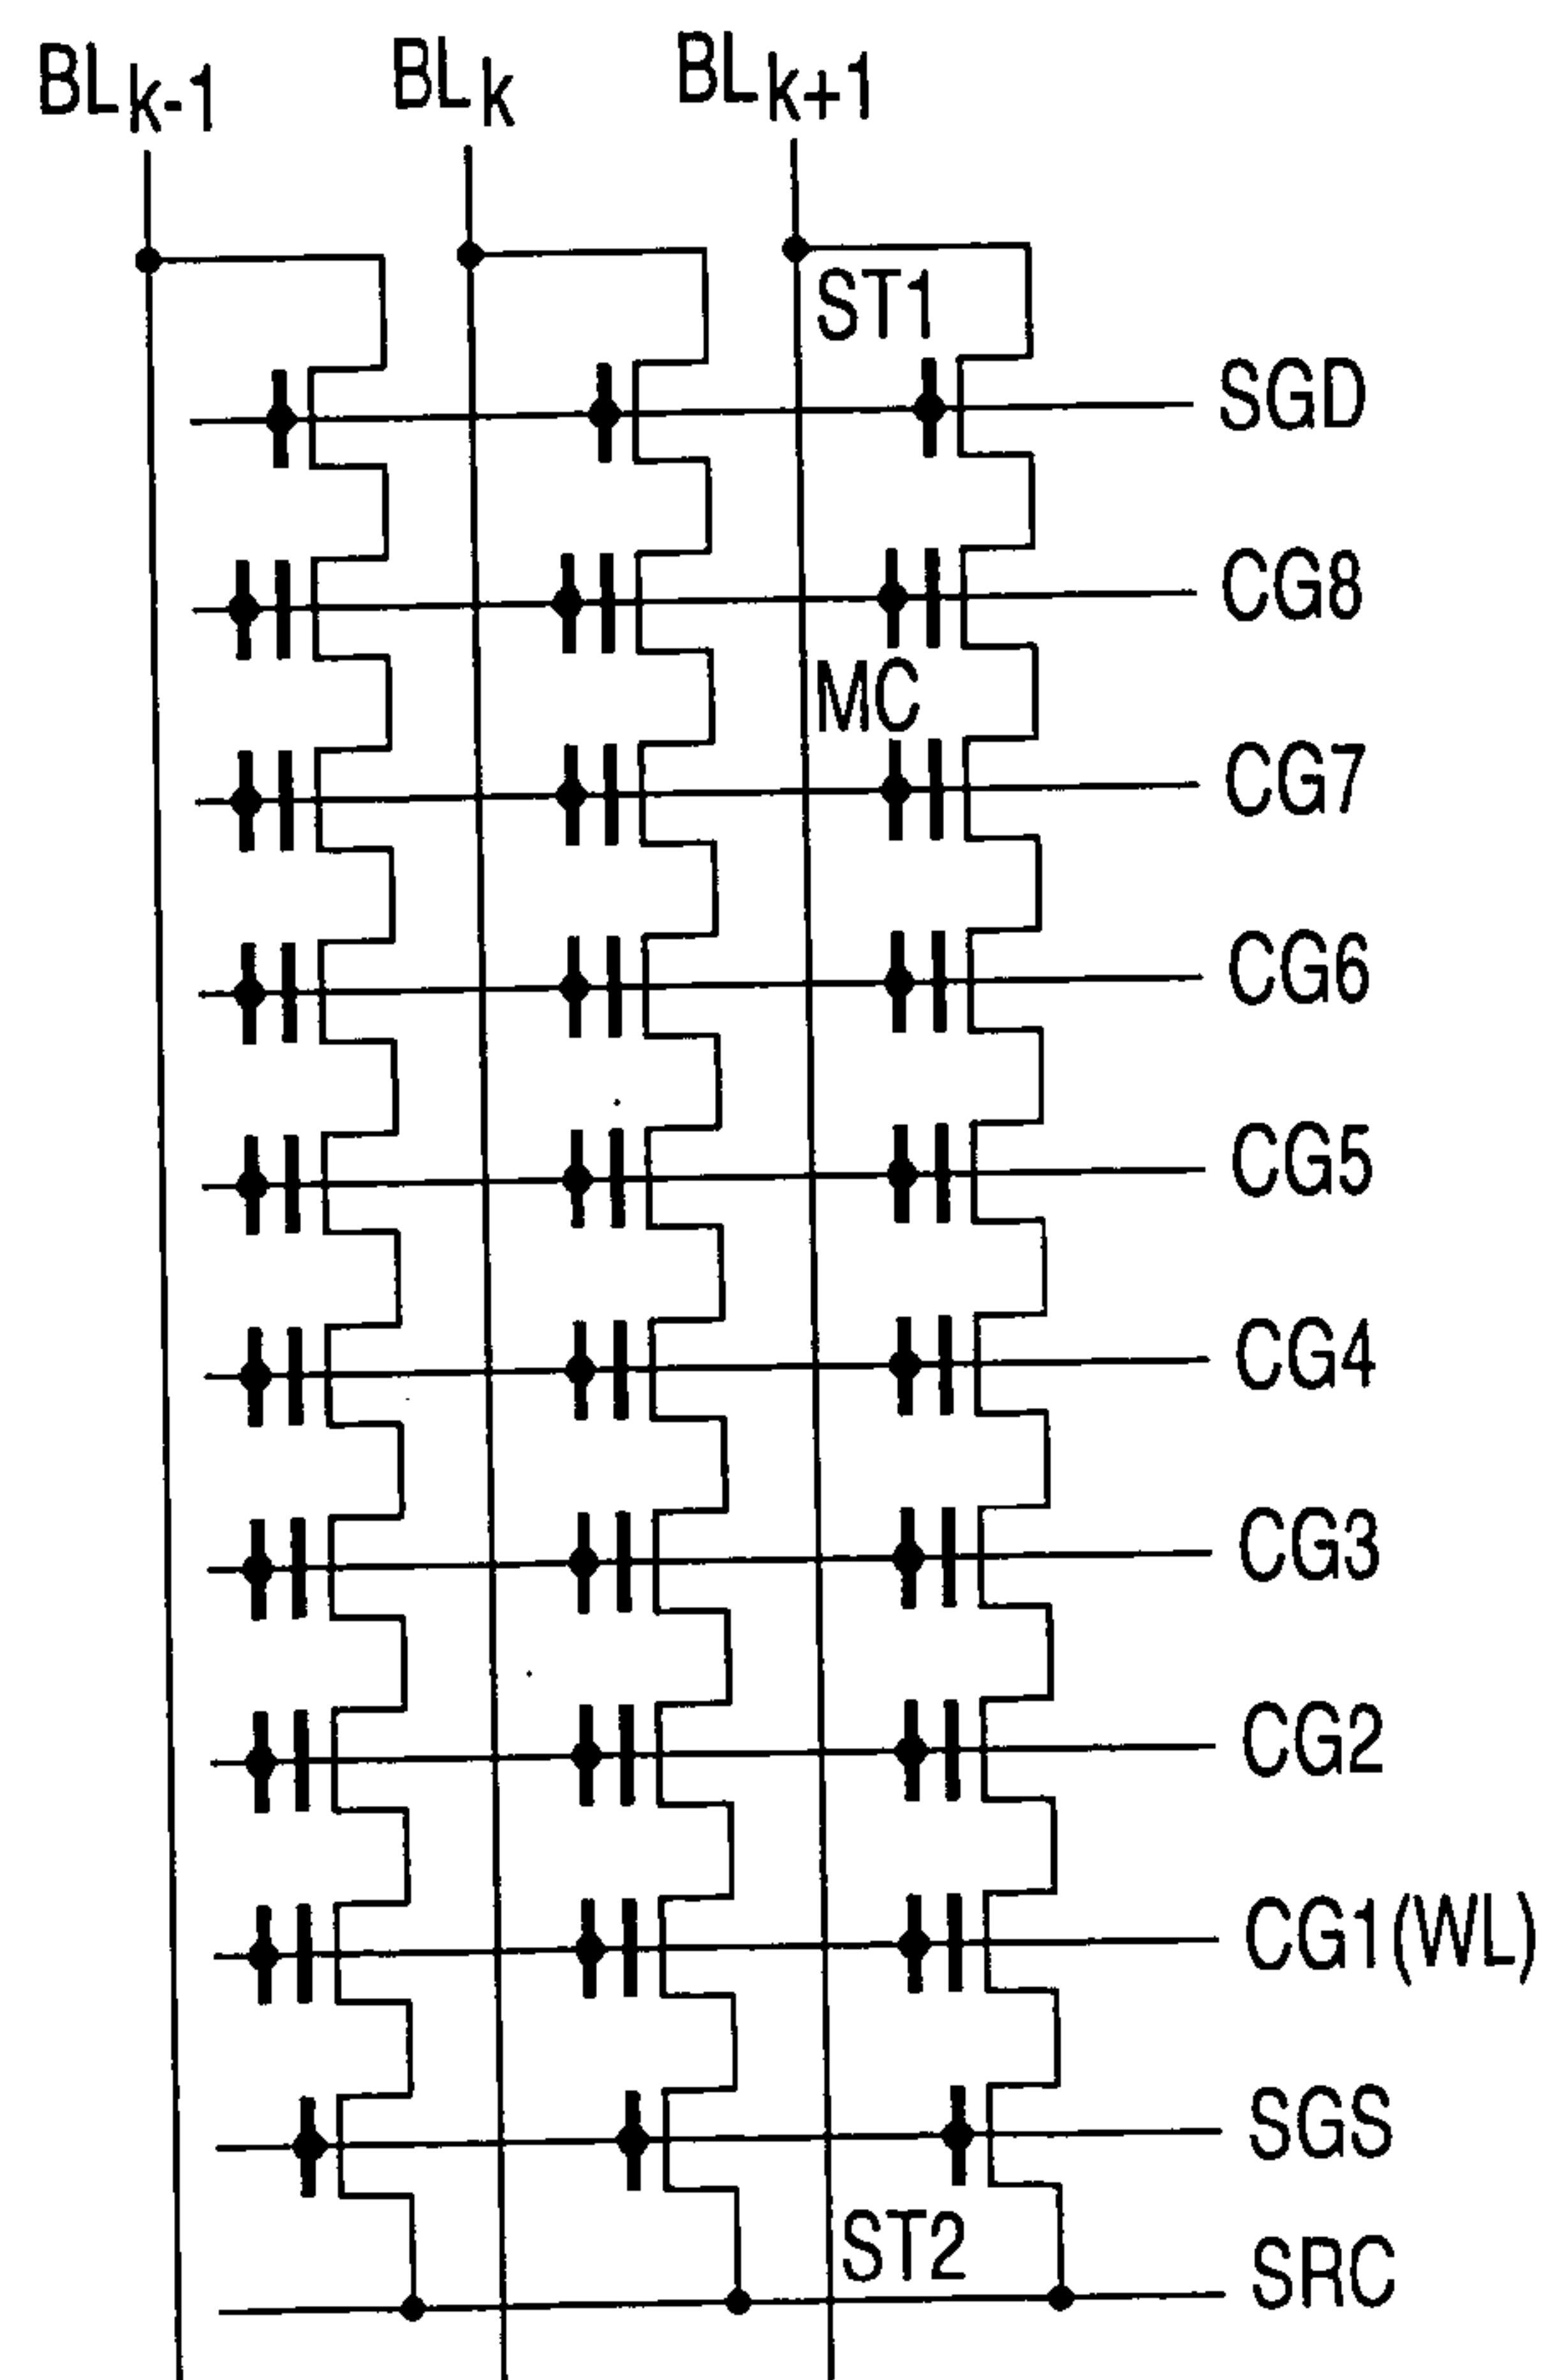 BLk-1 BLk BLk+1
ST1
SGD
CG8
MC
CG7
CG6
CG5
CG4
CG3
CG2
CG1(WL)
SGS
ST2
SRC